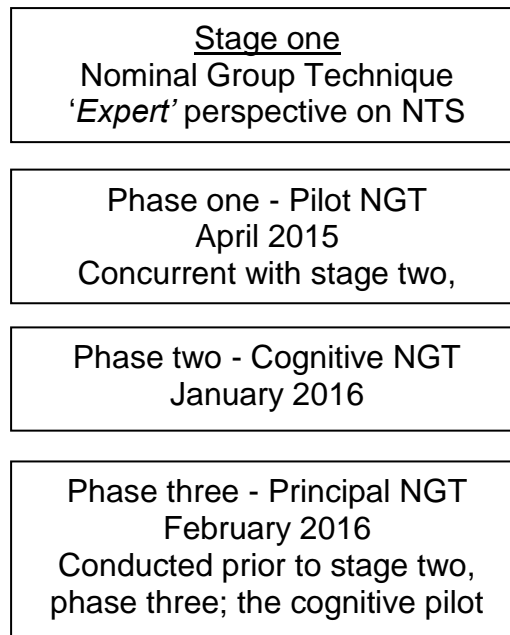 Stage one
Nominal Group Technique
‘Expert’ perspective on NTS
Phase one - Pilot NGT
April 2015
Concurrent with stage two,
Phase two - Cognitive NGT
January 2016
Phase three - Principal NGT
February 2016
Conducted prior to stage two,
phase three; the cognitive pilot